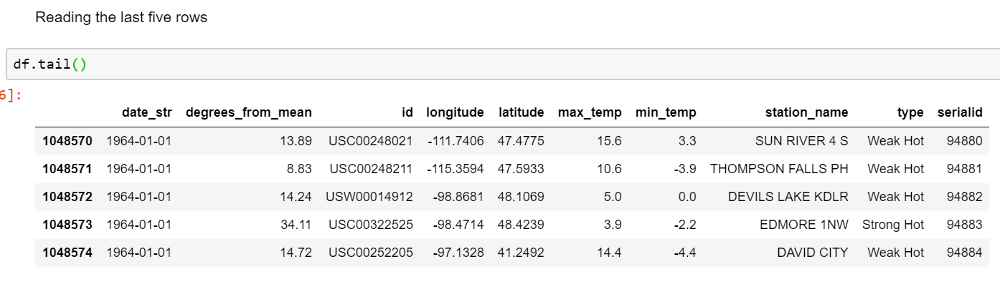 Reading the last five rows
df.tail()
6]:
date_str degrees_from_mean id longitude latitude max_temp min_temp station_name type serialid
1048570 1964-01-01 13.89 USC00248021 -111.7406 47.4775 15.6 3.3 SUN RIVER 4 S Weak Hot 94880
1048571 1964-01-01 8.83 USC00248211 -115.3594 47.5933 10.6 -3.9 THOMPSON FALLS PH Weak Hot 94881
1048572 1964-01-01 14.24 USW00014912 -98.8681 48.1069 5.0 0.0 DEVILS LAKE KDLR Weak Hot 94882
1048573 1964-01-01 34.11 USC00322525 -98.4714 48.4239 3.9 -2.2 EDMORE 1NW Strong Hot 94883
1048574 1964-01-01 14.72 USC00252205 -97.1328 41.2492 14.4 -4.4 DAVID CITY Weak Hot 94884